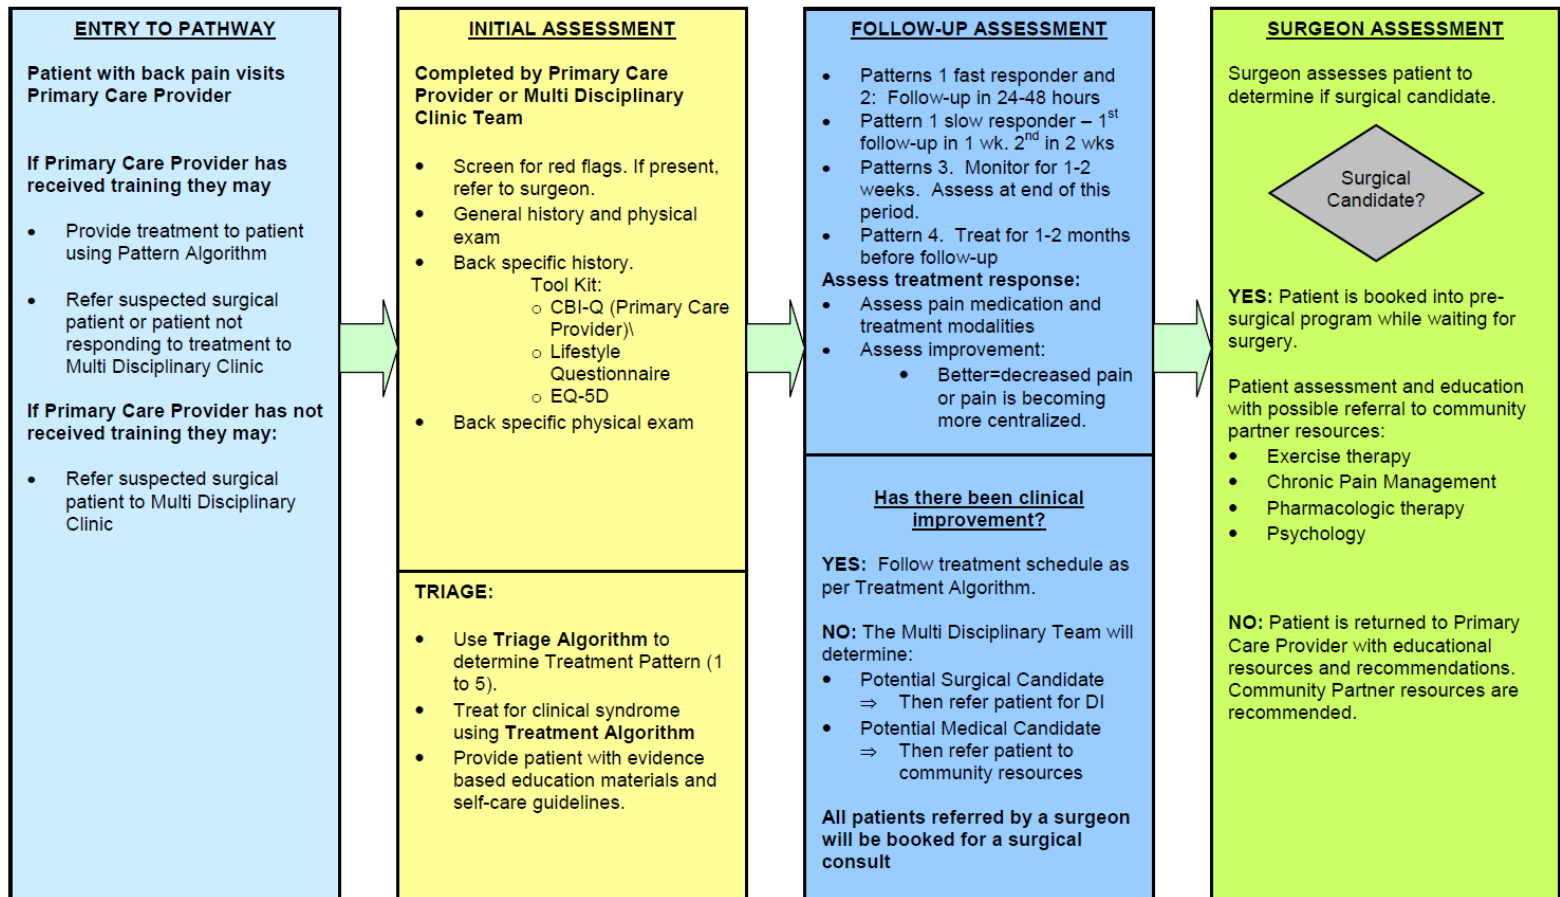 ENTRY TO PATHWAY
Patient with back pain visits
Primary Care Provider
If Primary Care Provider has
received training they may
• Provide treatment to patient
using Pattern Algorithm
• Refer suspected surgical
patient or patient not
responding to treatment to
Multi Disciplinary Clinic
If Primary Care Provider has not
received training they may:
• Refer suspected surgical
patient to Multi Disciplinary
Clinic
INITIAL ASSESSMENT
Completed by Primary Care
Provider or Multi Disciplinary
Clinic Team
• Screen for red flags. If present,
refer to surgeon.
• General history and physical
exam
• Back specific history.
Tool Kit:
o CBI-Q (Primary Care
Provider)\
o Lifestyle
Questionnaire
o EQ-5D
• Back specific physical exam
TRIAGE:
• Use Triage Algorithm to
determine Treatment Pattern (1
to 5).
• Treat for clinical syndrome
using Treatment Algorithm
• Provide patient with evidence
based education materials and
self-care guidelines.
FOLLOW-UP ASSESSMENT
• Patterns 1 fast responder and
2: Follow-up in 24-48 hours
• Pattern 1 slow responder – 1st
follow-up in 1 wk. 2nd in 2 wks
• Patterns 3. Monitor for 1-2
weeks. Assess at end of this
period.
• Pattern 4. Treat for 1-2 months
before follow-up
Assess treatment response:
• Assess pain medication and
treatment modalities
• Assess improvement:
• Better=decreased pain
or pain is becoming
more centralized.
Has there been clinical
improvement?
YES: Follow treatment schedule as
per Treatment Algorithm.
NO: The Multi Disciplinary Team will
determine:
• Potential Surgical Candidate
⇒ Then refer patient for DI
• Potential Medical Candidate
⇒ Then refer patient to
community resources
All patients referred by a surgeon
will be booked for a surgical
consult
SURGEON ASSESSMENT
Surgeon assesses patient to
determine if surgical candidate.
Surgical
Candidate?
YES: Patient is booked into pre-
surgical program while waiting for
surgery.
Patient assessment and education
with possible referral to community
partner resources:
• Exercise therapy
• Chronic Pain Management
• Pharmacologic therapy
• Psychology
NO: Patient is returned to Primary
Care Provider with educational
resources and recommendations.
Community Partner resources are
recommended.